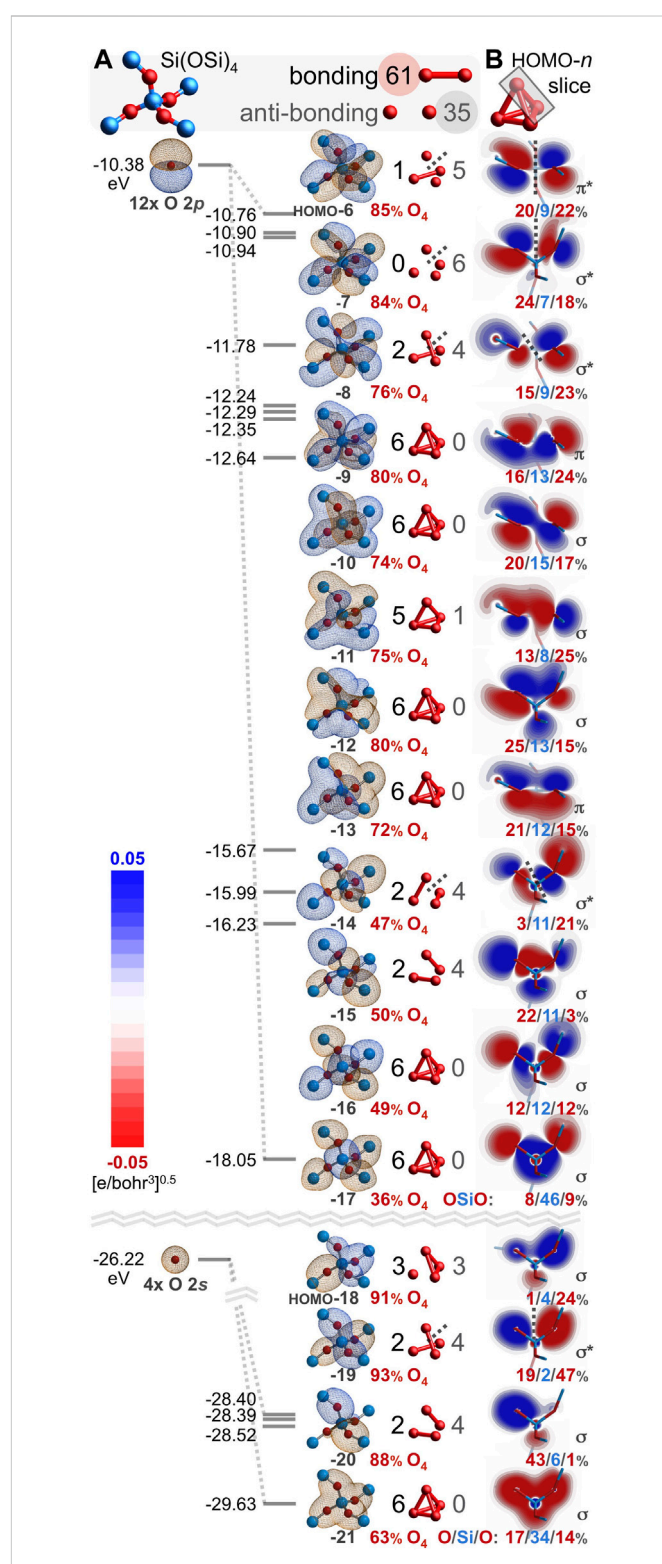 A Si(OSi)4
bonding 61
anti-bonding 35
B HOMO-n
slice
-10.38
eV
12x O 2p
-10.76
-10.90
-10.94
1 5
HOMO-6 85% O4
π*
20/9/22%
0 6
-7 84% O4
σ*
24/7/18%
-11.78
2 4
-8 76% O4
σ*
15/9/23%
-12.24
-12.29
-12.35
-12.64
6 0
-9 80% O4
π
16/13/24%
6 0
-10 74% O4
σ
20/15/17%
5 1
-11 75% O4
σ
13/8/25%
6 0
-12 80% O4
σ
25/13/15%
6 0
-13 72% O4
π
21/12/15%
0.05
-0.05
[e/bohr3]0.5
-15.67
-15.99
-16.23
2 4
-14 47% O4
σ*
3/11/21%
2 4
-15 50% O4
σ
22/11/3%
6 0
-16 49% O4
σ
12/12/12%
-18.05
6 0
-17 36% O4 OSiO: 8/46/9%
σ
-26.22
eV
4x O 2s
3 3
HOMO-18 91% O4
σ
1/4/24%
2 4
-19 93% O4
σ*
19/2/47%
-28.40
-28.39
-28.52
2 4
-20 88% O4
σ
43/6/1%
-29.63
6 0
σ
-21 63% O4 O/Si/O: 17/34/14%